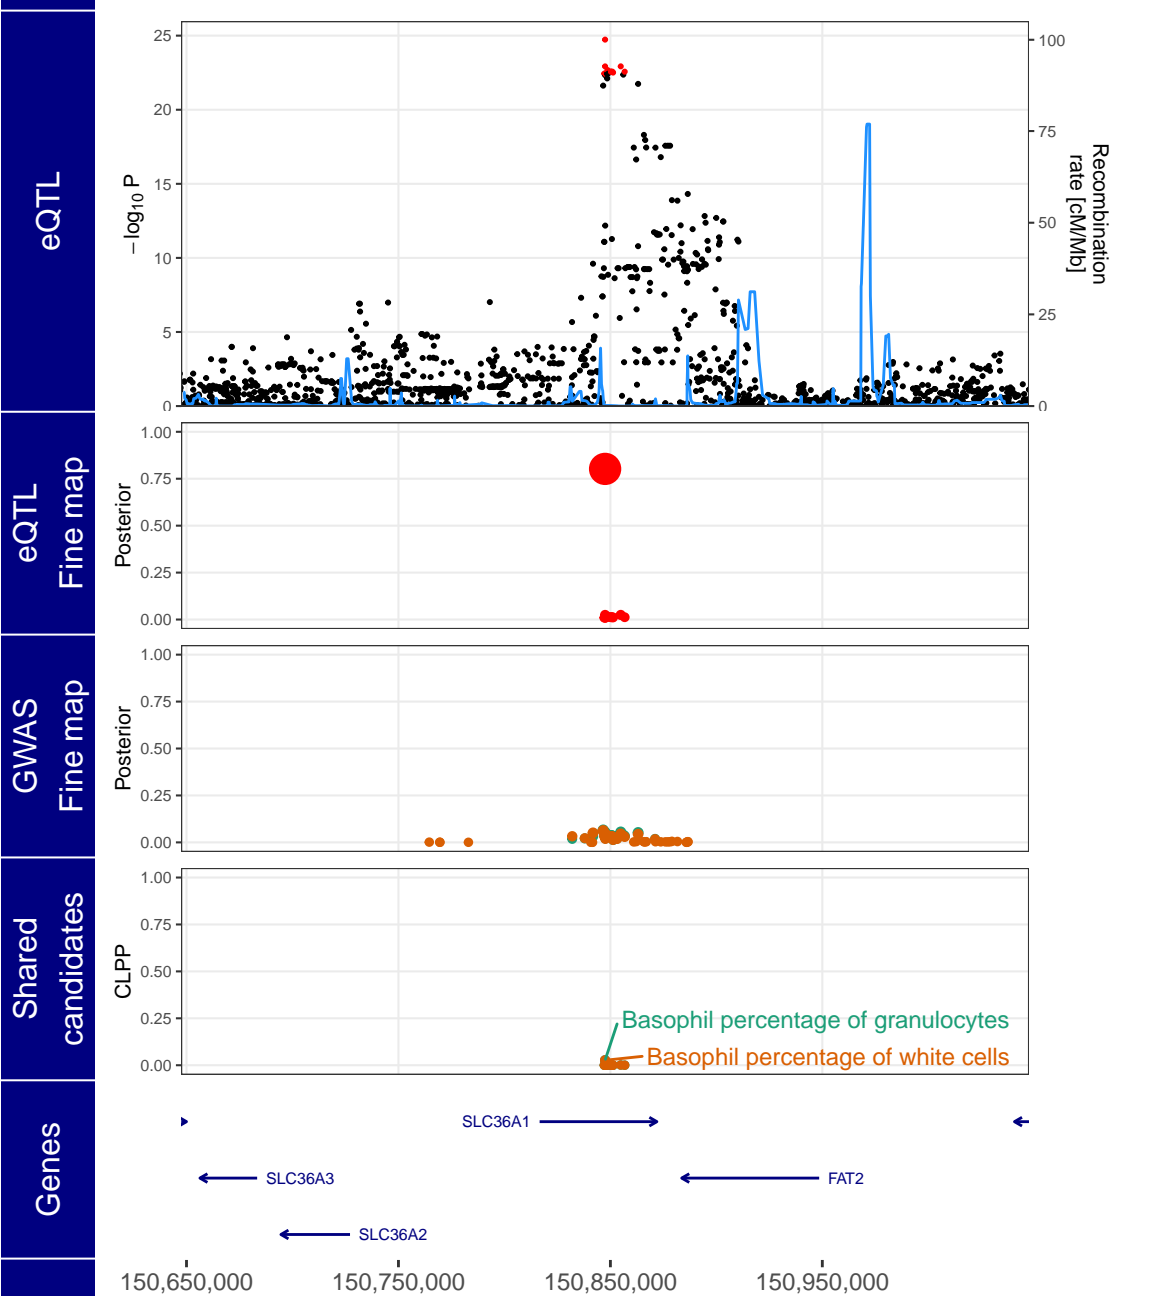 eQTL
−log10 P
25
20
15
10
5
0
100
75
50
25
0
Recombination
rate [cM/Mb]
eQTL
Fine map
Posterior
1.00
0.75
0.50
0.25
0.00
GWAS
Fine map
Posterior
1.00
0.75
0.50
0.25
0.00
Shared
candidates
CLPP
1.00
0.75
0.50
0.25
0.00
Basophil percentage of granulocytes
Basophil percentage of white cells
Genes
SLC36A1
SLC36A3
FAT2
SLC36A2
150,650,000
150,750,000
150,850,000
150,950,000